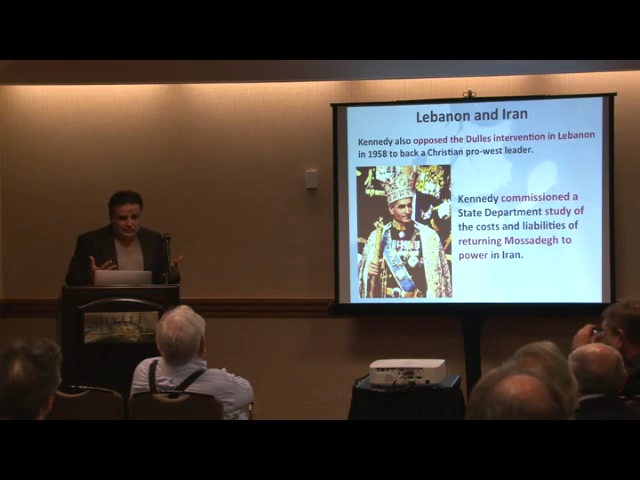 Lebanon and Iran
Kennedy also opposed the Dulles intervention in Lebanon
in 1958 to back a Christian pro-west leader.
Kennedy commissioned a
State Department study of
the costs and liabilities of
returning Mossadegh to
power in Iran.